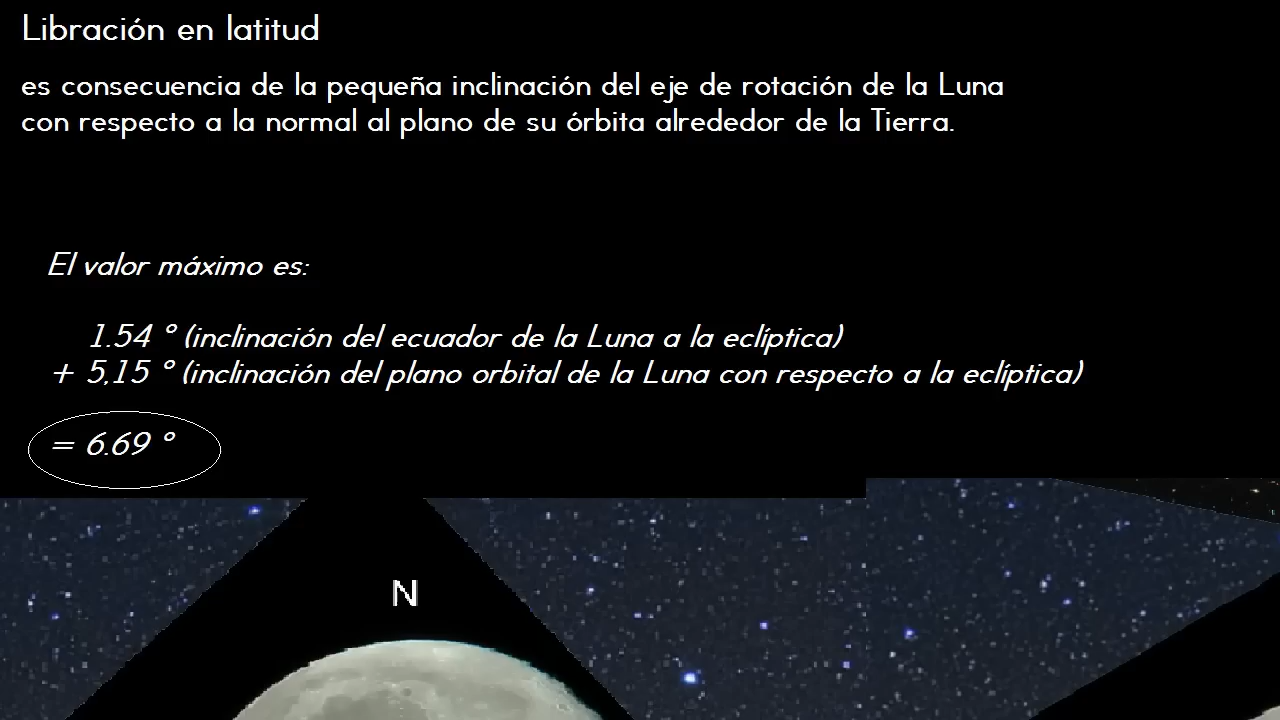 Libración en latitud
es consecuencia de la pequeña inclinación del eje de rotación de la Luna
con respecto a la normal al plano de su órbita alrededor de la Tierra.
El valor máximo es:
1.54 ° (inclinación del ecuador de la Luna a la eclíptica)
+ 5,15 ° (inclinación del plano orbital de la Luna con respecto a la eclíptica)
= 6.69 °
N